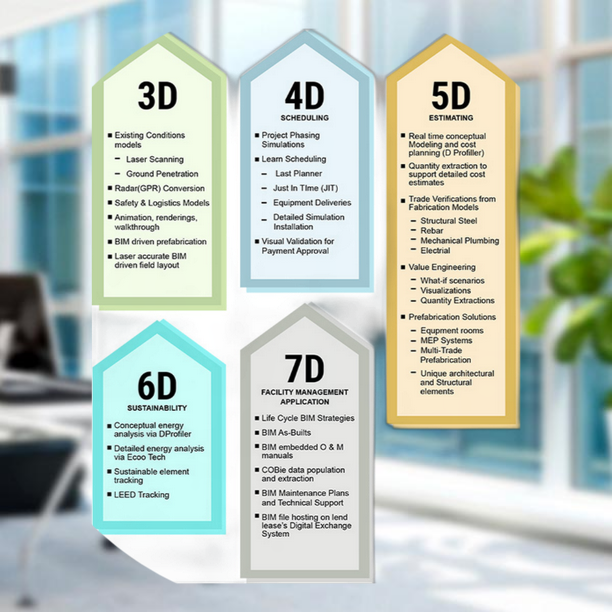 3D
■ Existing Conditions
models
– Laser Scanning
– Ground Penetration
■ Radar(GPR) Conversion
■ Safety & Logistics Models
■ Animation, renderings,
walkthrough
■ BIM driven prefabrication
■ Laser accurate BIM
driven field layout
4D
SCHEDULING
■ Project Phasing
Simulations
■ Learn Scheduling
– Last Planner
– Just In TIme (JIT)
– Equipment Deliveries
– Detailed Simulation
Installation
■ Visual Validation for
Payment Approval
5D
ESTIMATING
■ Real time conceptual
Modeling and cost
planning (D Profiller)
■ Quantity extraction to
support detailed cost
estimates
■ Trade Verifications from
Fabrication Models
– Structural Steel
– Rebar
– Mechanical Plumbing
– Electrial
■ Value Engineering
– What-if scenarios
– Visualizations
– Quantity Extractions
■ Prefabrication Solutions
– Equpment rooms
– MEP Systems
– Multi-Trade
Prefabrication
– Unique architectural
and Structural
elements
6D
SUSTAINABILITY
■ Conceptual energy
analysis via DProfiler
■ Detailed energy analysis
via Ecoo Tech
■ Sustainable element
tracking
■ LEED Tracking
7D
FACILITY MANAGEMENT
APPLICATION
■ Life Cycle BIM Strategies
■ BIM As-Builts
■ BIM embedded O & M
manuals
■ COBie data population
and extraction
■ BIM Maintenance Plans
and Technical Support
■ BIM file hosting on lend
lease's Digital Exchange
System